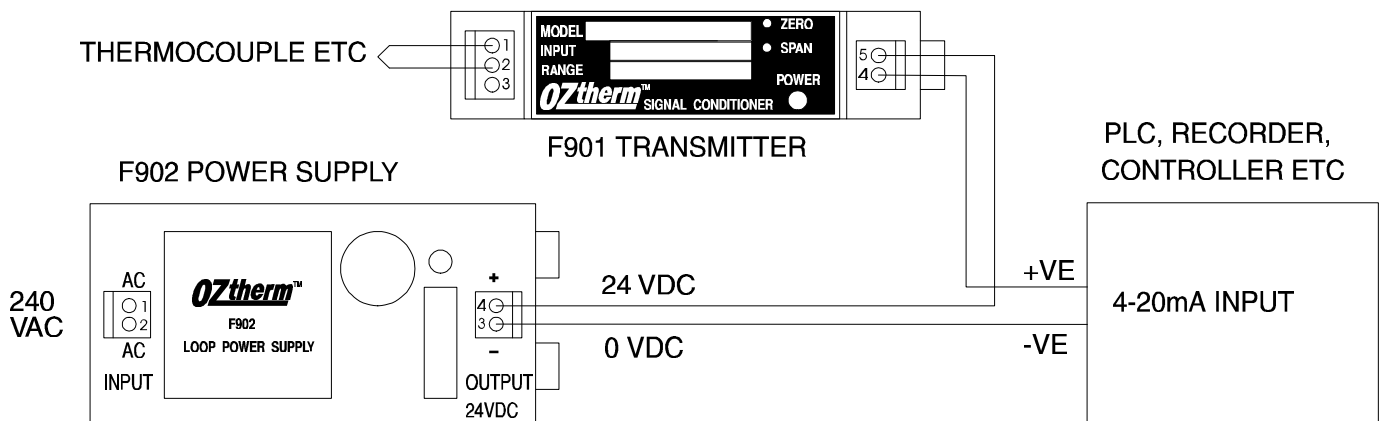 THERMOCOUPLE ETC
1
2
3
MODEL
INPUT
RANGE
ZERO
SPAN
POWER
OZtherm™ SIGNAL CONDITIONER
5
4
F901 TRANSMITTER
PLC, RECORDER,
CONTROLLER ETC
F902 POWER SUPPLY
240
VAC
AC
1
2
AC
INPUT
OZtherm™
F902
LOOP POWER SUPPLY
+
4
3
-
OUTPUT
24VDC
24 VDC
0 VDC
+VE
-VE
4-20mA INPUT